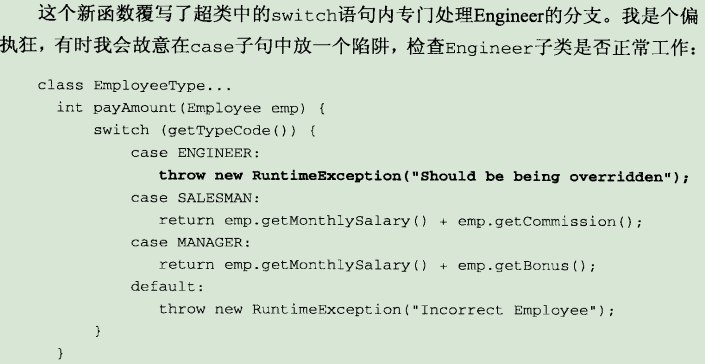 这个新函数覆写了超类中的switch语句内专门处理Engineer的分支。我是个偏
执狂，有时我会故意在case子句中放一个陷阱，检查Engineer子类是否正常工作：
class EmployeeType...
int payAmount(Employee emp) {
switch (getTypeCode()) {
case ENGINEER:
throw new RuntimeException("Should be being overridden");
case SALESMAN:
return emp.getMonthlySalary() + emp.getCommission();
case MANAGER:
return emp.getMonthlySalary() + emp.getBonus();
default:
throw new RuntimeException("Incorrect Employee");
}
}